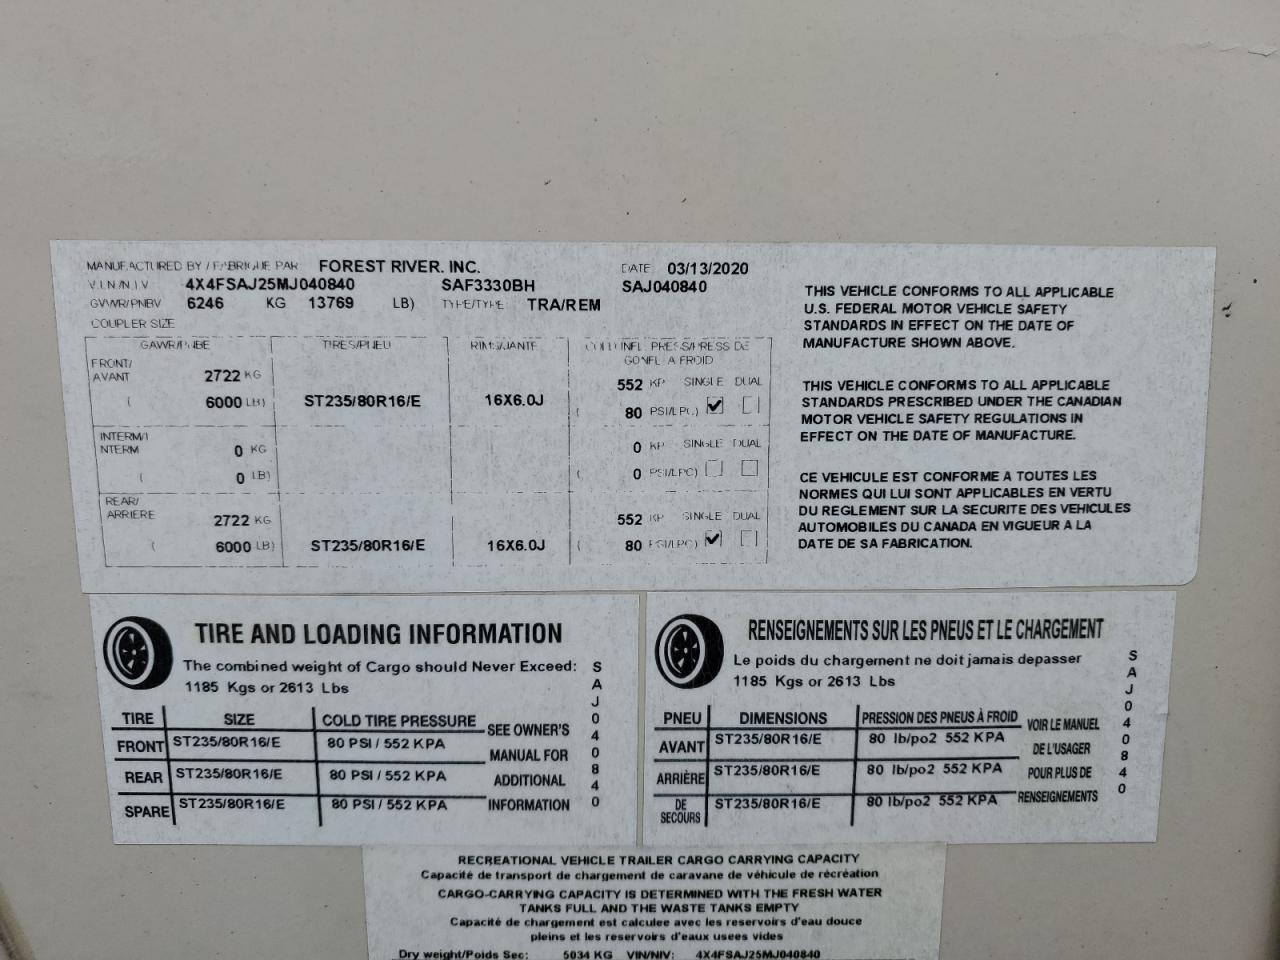 MANUFACTURED BY / FABRIQUE PAR FOREST RIVER. INC. DATE 03/13/2020
V.I.N/N.I.V 4X4FSAJ25MJ040840 SAF3330BH SAJ040840
GVWR/PNBV 6246 KG 13769 LB) TYPE/TYPE TRA/REM
COUPLER SIZE
GAWR/PNBE TIRES/PNEU RIMS/JANTE COLD INFL PRESS/PRESS DE
GONFL A FROID
FRONT/
AVANT 2722 KG 552 KP SINGLE DUAL
( 6000 LB) ST235/80R16/E 16X6.0J ( 80 PSI/LPC)
INTERM/I
NTERM 0 KG 0 KP SINGLE DUAL
( 0 LB) ( 0 PSI/LPC)
REAR/
ARRIERE 2722 KG 552 KP SINGLE DUAL
( 6000 LB) ST235/80R16/E 16X6.0J ( 80 PSI/LPC)
THIS VEHICLE CONFORMS TO ALL APPLICABLE
U.S. FEDERAL MOTOR VEHICLE SAFETY
STANDARDS IN EFFECT ON THE DATE OF
MANUFACTURE SHOWN ABOVE.
THIS VEHICLE CONFORMS TO ALL APPLICABLE
STANDARDS PRESCRIBED UNDER THE CANADIAN
MOTOR VEHICLE SAFETY REGULATIONS IN
EFFECT ON THE DATE OF MANUFACTURE.
CE VEHICULE EST CONFORME A TOUTES LES
NORMES QUI LUI SONT APPLICABLES EN VERTU
DU REGLEMENT SUR LA SECURITE DES VEHICULES
AUTOMOBILES DU CANADA EN VIGUEUR A LA
DATE DE SA FABRICATION.
TIRE AND LOADING INFORMATION
The combined weight of Cargo should Never Exceed:
1185 Kgs or 2613 Lbs
TIRE SIZE COLD TIRE PRESSURE
FRONT ST235/80R16/E 80 PSI / 552 KPA
REAR ST235/80R16/E 80 PSI / 552 KPA
SPARE ST235/80R16/E 80 PSI / 552 KPA
SEE OWNER'S
MANUAL FOR
ADDITIONAL
INFORMATION
SAJ040840
RENSEIGNEMENTS SUR LES PNEUS ET LE CHARGEMENT
Le poids du chargement ne doit jamais depasser
1185 Kgs or 2613 Lbs
PNEU DIMENSIONS PRESSION DES PNEUS À FROID
AVANT ST235/80R16/E 80 lb/po2 552 KPA
ARRIÈRE ST235/80R16/E 80 lb/po2 552 KPA
DE
SECOURS ST235/80R16/E 80 lb/po2 552 KPA
VOIR LE MANUEL
DE L'USAGER
POUR PLUS DE
RENSEIGNEMENTS
SAJ040840
RECREATIONAL VEHICLE TRAILER CARGO CARRYING CAPACITY
Capacité de transport de chargement de caravane de véhicule de récréation
CARGO-CARRYING CAPACITY IS DETERMINED WITH THE FRESH WATER
TANKS FULL AND THE WASTE TANKS EMPTY
Capacité de chargement est calculee avec les reservoirs d'eau douce
pleins et les reservoirs d'eaux usees vides
Dry weight/Poids Sec: 5034 KG VIN/NIV: 4X4FSAJ25MJ040840